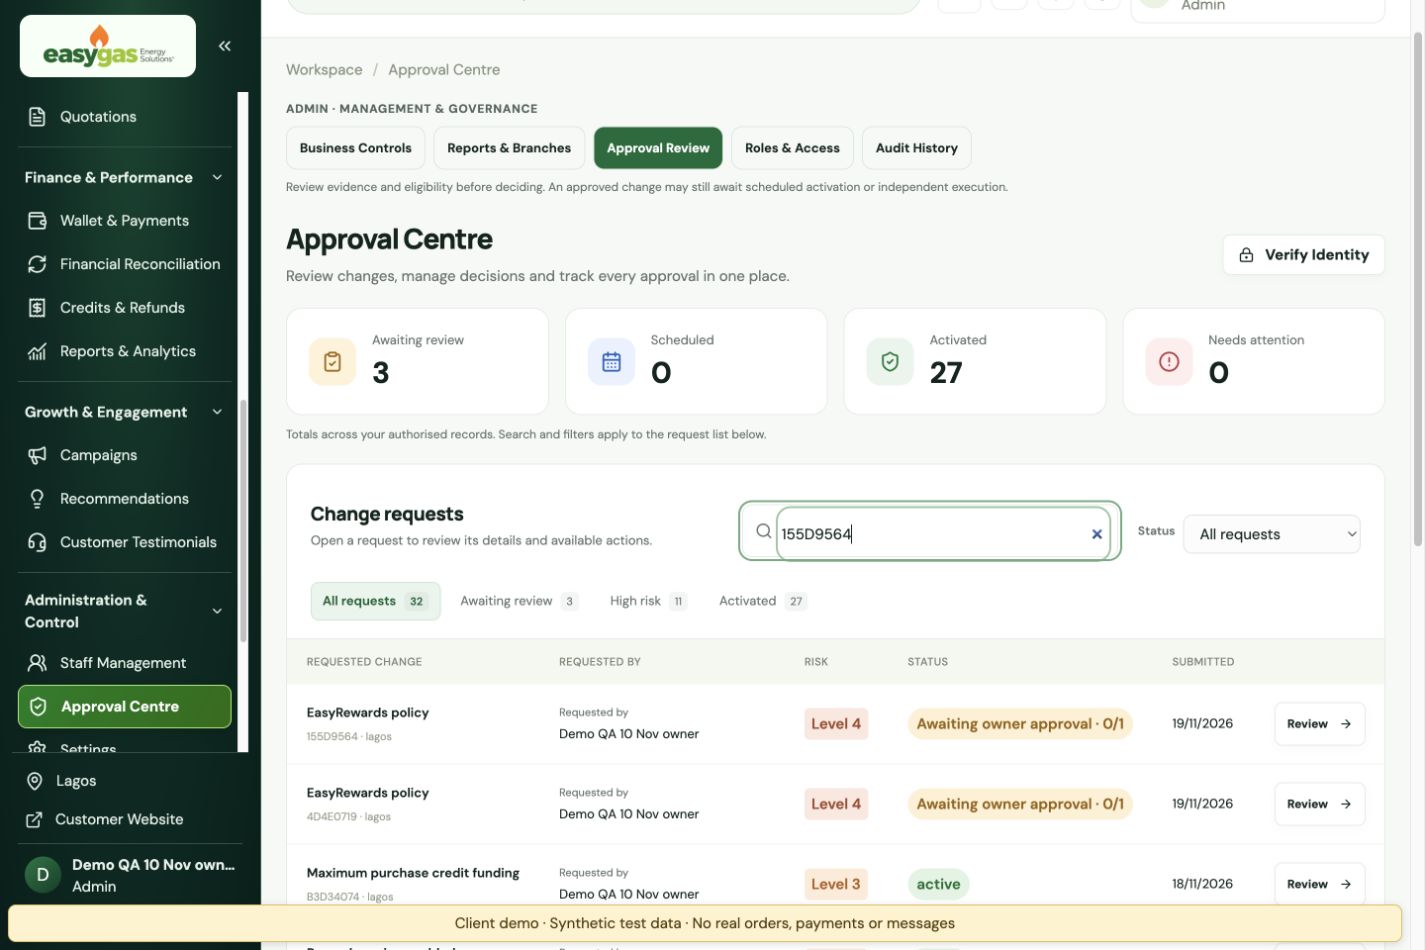 Admin
easygas Energy Solutions
«
Workspace / Approval Centre
ADMIN · MANAGEMENT & GOVERNANCE
Business Controls
Reports & Branches
Approval Review
Roles & Access
Audit History
Review evidence and eligibility before deciding. An approved change may still await scheduled activation or independent execution.
Approval Centre
Review changes, manage decisions and track every approval in one place.
Verify Identity
Awaiting review
3
Scheduled
0
Activated
27
Needs attention
0
Totals across your authorised records. Search and filters apply to the request list below.
Change requests
Open a request to review its details and available actions.
155D9564
Status
All requests
All requests 32
Awaiting review 3
High risk 11
Activated 27
REQUESTED CHANGE REQUESTED BY RISK STATUS SUBMITTED
EasyRewards policy
155D9564 · lagos
Requested by
Demo QA 10 Nov owner
Level 4
Awaiting owner approval · 0/1
19/11/2026
Review →
EasyRewards policy
4D4E0719 · lagos
Requested by
Demo QA 10 Nov owner
Level 4
Awaiting owner approval · 0/1
19/11/2026
Review →
Maximum purchase credit funding
B3D34074 · lagos
Requested by
Demo QA 10 Nov owner
Level 3
active
18/11/2026
Review →
Quotations
Finance & Performance
Wallet & Payments
Financial Reconciliation
Credits & Refunds
Reports & Analytics
Growth & Engagement
Campaigns
Recommendations
Customer Testimonials
Administration &
Control
Staff Management
Approval Centre
Settings
Lagos
Customer Website
D
Demo QA 10 Nov own...
Admin
Client demo · Synthetic test data · No real orders, payments or messages